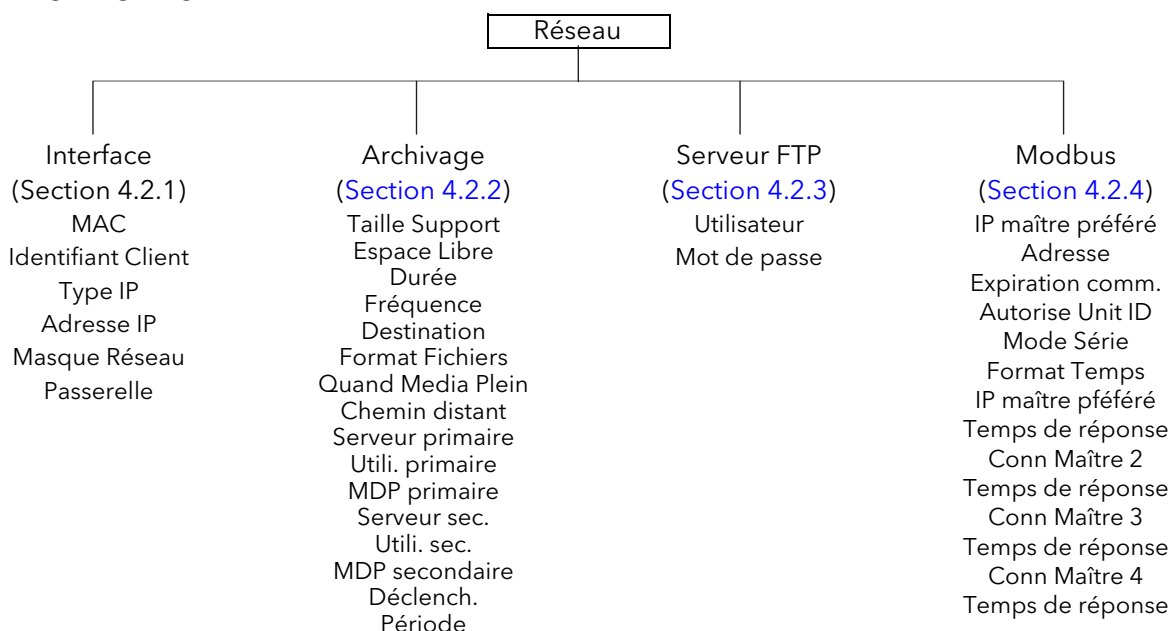 Réseau
Interface
(Section 4.2.1)
MAC
Identifiant Client
Type IP
Adresse IP
Masque Réseau
Passerelle
Archivage
(Section 4.2.2)
Taille Support
Espace Libre
Durée
Fréquence
Destination
Format Fichiers
Quand Media Plein
Chemin distant
Serveur primaire
Utili. primaire
MDP primaire
Serveur sec.
Utili. sec.
MDP secondaire
Déclench.
Période
Serveur FTP
(Section 4.2.3)
Utilisateur
Mot de passe
Modbus
(Section 4.2.4)
IP maître préféré
Adresse
Expiration comm.
Autorise Unit ID
Mode Série
Format Temps
IP maître pféféré
Temps de réponse
Conn Maître 2
Temps de réponse
Conn Maître 3
Temps de réponse
Conn Maître 4
Temps de réponse